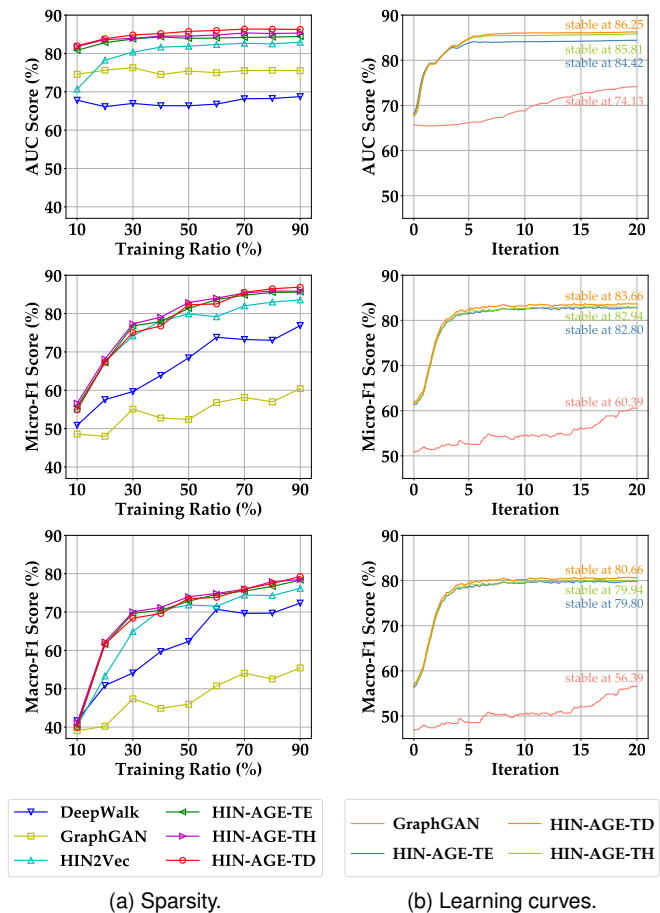 90
80
70
60
50
40
10 30 50 70 90
AUC Score (%)
Training Ratio (%)
90
80
70
60
50
0 5 10 15 20
AUC Score (%)
Iteration
stable at 86.25
stable at 85.81
stable at 84.42
stable at 74.13
90
80
70
60
50
40
10 30 50 70 90
Micro-F1 Score (%)
Training Ratio (%)
90
80
70
60
50
0 5 10 15 20
Micro-F1 Score (%)
Iteration
stable at 83.66
stable at 82.94
stable at 82.80
stable at 60.39
90
80
70
60
50
40
10 30 50 70 90
Macro-F1 Score (%)
Training Ratio (%)
90
80
70
60
50
0 5 10 15 20
Macro-F1 Score (%)
Iteration
stable at 80.66
stable at 79.94
stable at 79.80
stable at 56.39
DeepWalk
GraphGAN
HIN2Vec
HIN-AGE-TE
HIN-AGE-TH
HIN-AGE-TD
GraphGAN
HIN-AGE-TE
HIN-AGE-TD
HIN-AGE-TH
(a) Sparsity.
(b) Learning curves.